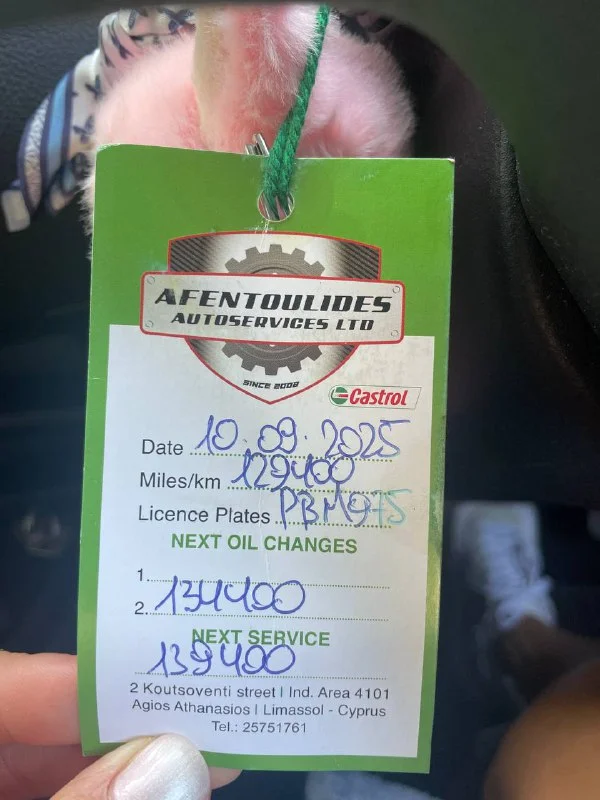 AFENTOULIDES
AUTOSERVICES LTD
SINCE 2008
Castrol
Date 10.09.2025
Miles/km 129400
Licence Plates PBM975
NEXT OIL CHANGES
1.
2. 134400
NEXT SERVICE
139400
2 Koutsoventi street | Ind. Area 4101
Agios Athanasios | Limassol - Cyprus
Tel.: 25751761